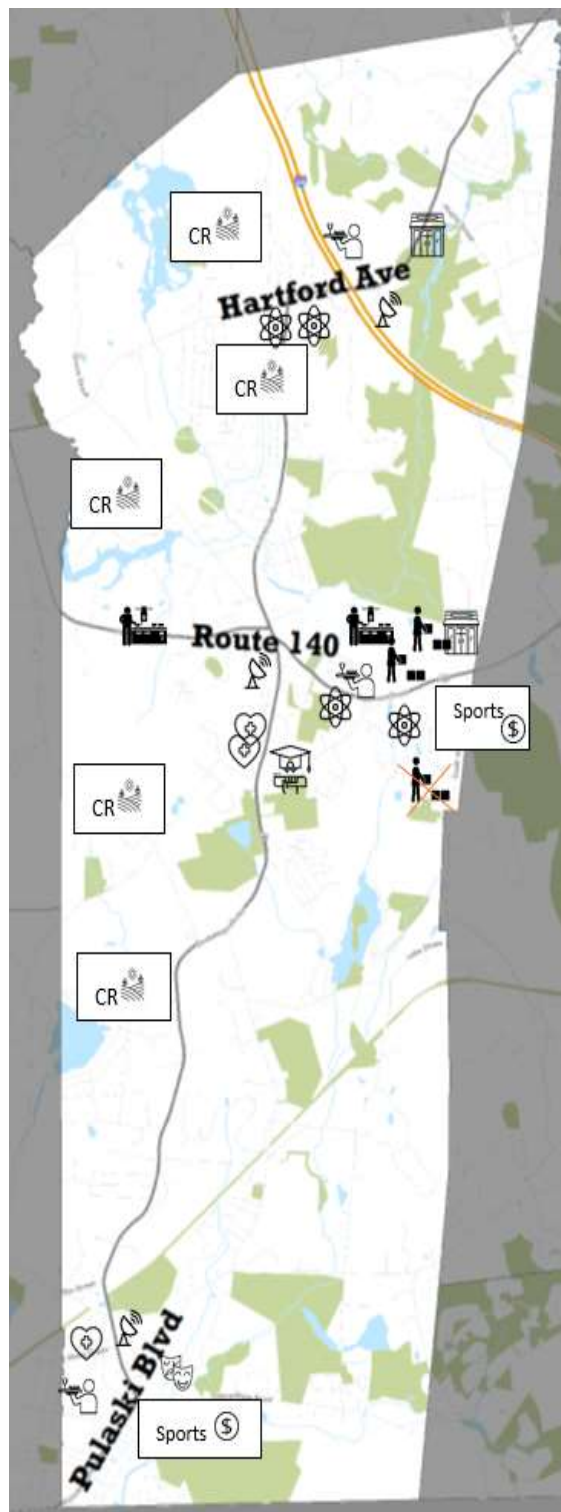 CR
Hartford Ave
CR
CR
Route 140
Sports $
CR
CR
Pulaski Blvd
Sports $